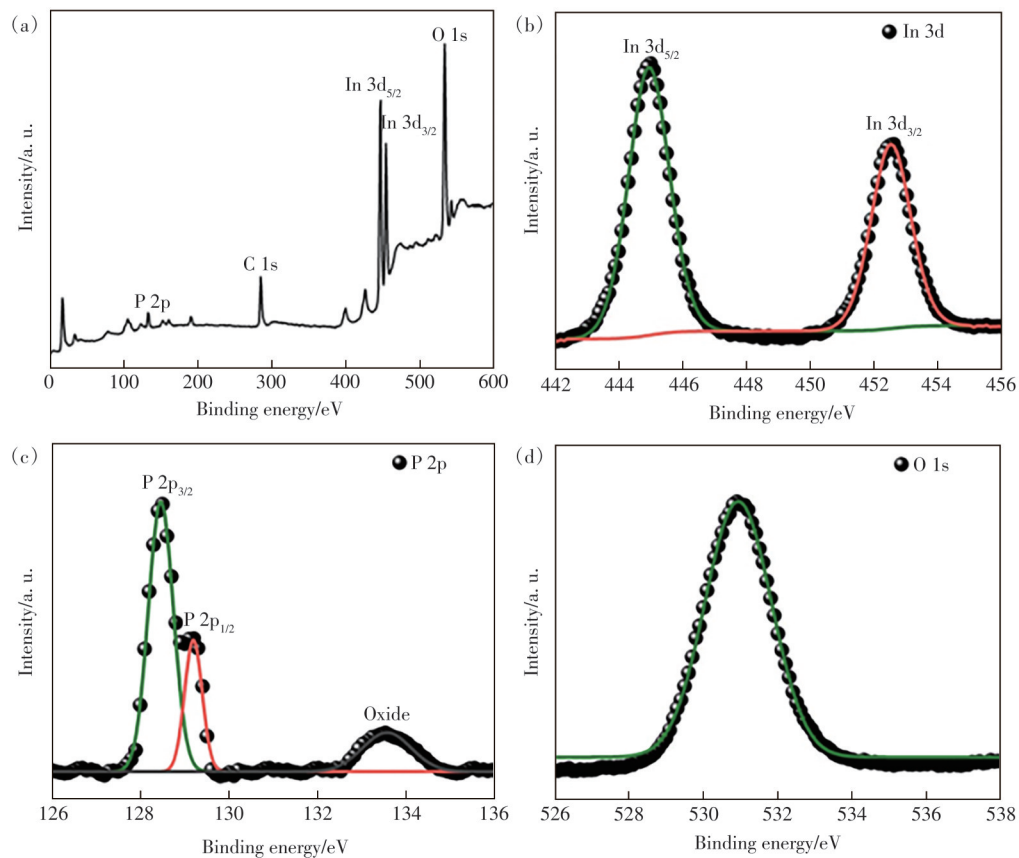 (a)
O 1s
In 3d5/2
In 3d3/2
C 1s
P 2p
Intensity/a. u.
0 100 200 300 400 500 600
Binding energy/eV
(b)
In 3d
In 3d5/2
In 3d3/2
Intensity/a. u.
442 444 446 448 450 452 454 456
Binding energy/eV
(c)
P 2p
P 2p3/2
P 2p1/2
Oxide
Intensity/a. u.
126 128 130 132 134 136
Binding energy/eV
(d)
O 1s
Intensity/a. u.
526 528 530 532 534 536 538
Binding energy/eV